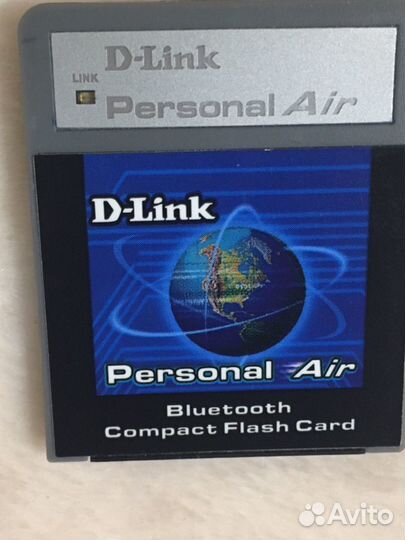 D-Link
LINK
Personal Air
D-Link
Personal Air
Bluetooth
Compact Flash Card
Avito